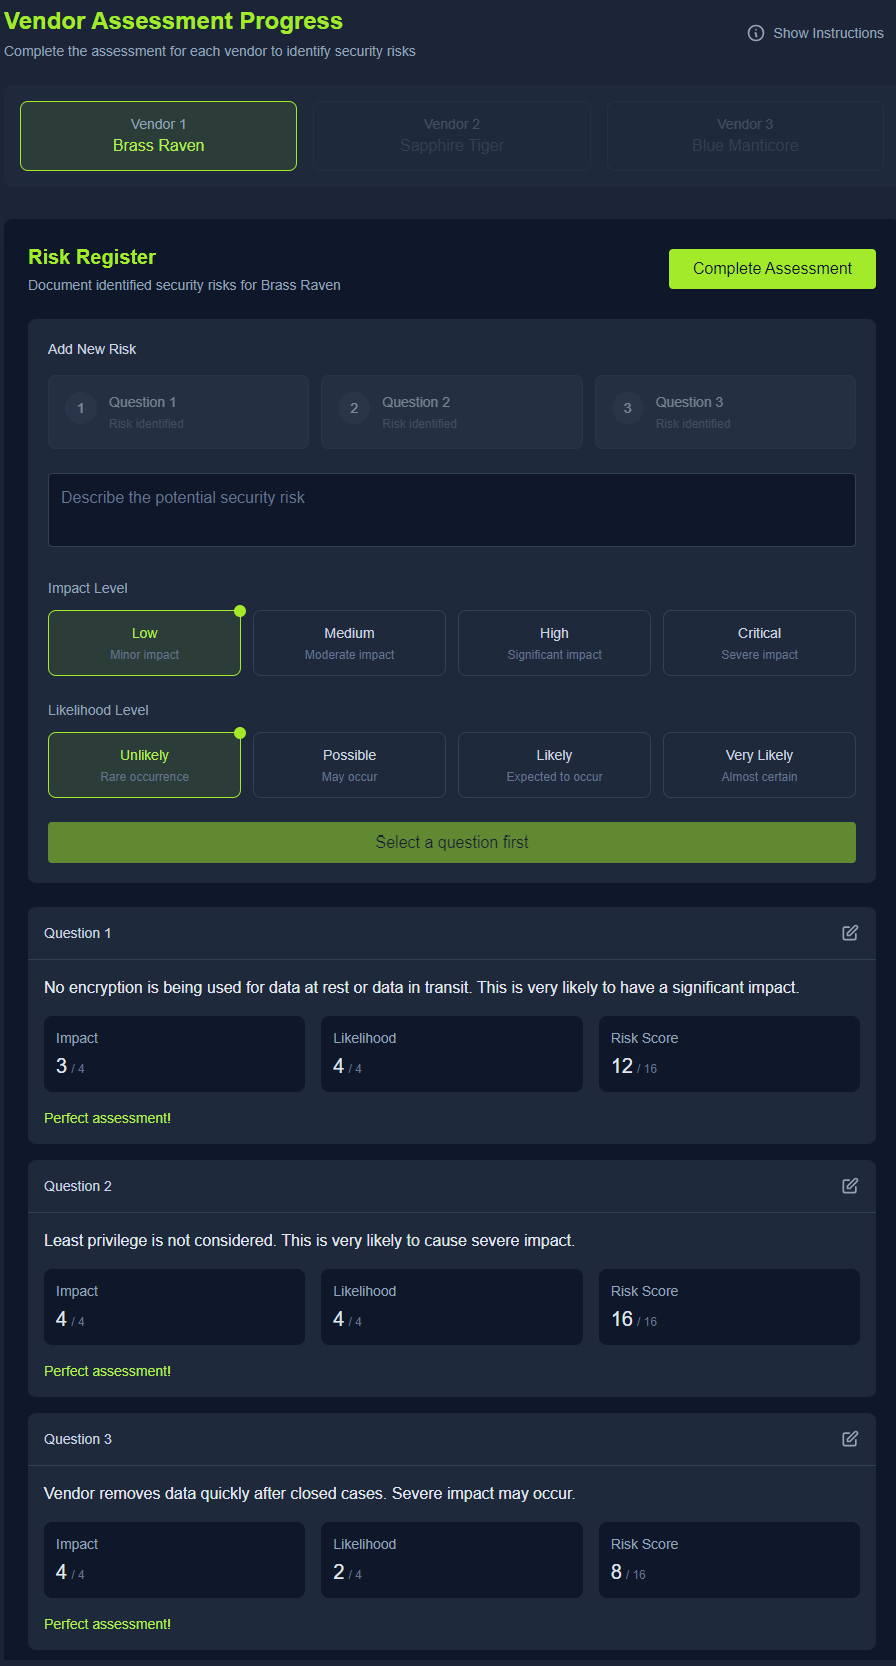 Vendor Assessment Progress
Complete the assessment for each vendor to identify security risks
Show Instructions
Vendor 1
Brass Raven
Vendor 2
Sapphire Tiger
Vendor 3
Blue Manticore
Risk Register
Document identified security risks for Brass Raven
Complete Assessment
Add New Risk
1
Question 1
Risk identified
2
Question 2
Risk identified
3
Question 3
Risk identified
Describe the potential security risk
Impact Level
Low
Minor impact
Medium
Moderate impact
High
Significant impact
Critical
Severe impact
Likelihood Level
Unlikely
Rare occurrence
Possible
May occur
Likely
Expected to occur
Very Likely
Almost certain
Select a question first
Question 1
No encryption is being used for data at rest or data in transit. This is very likely to have a significant impact.
Impact
3 / 4
Likelihood
4 / 4
Risk Score
12 / 16
Perfect assessment!
Question 2
Least privilege is not considered. This is very likely to cause severe impact.
Impact
4 / 4
Likelihood
4 / 4
Risk Score
16 / 16
Perfect assessment!
Question 3
Vendor removes data quickly after closed cases. Severe impact may occur.
Impact
4 / 4
Likelihood
2 / 4
Risk Score
8 / 16
Perfect assessment!